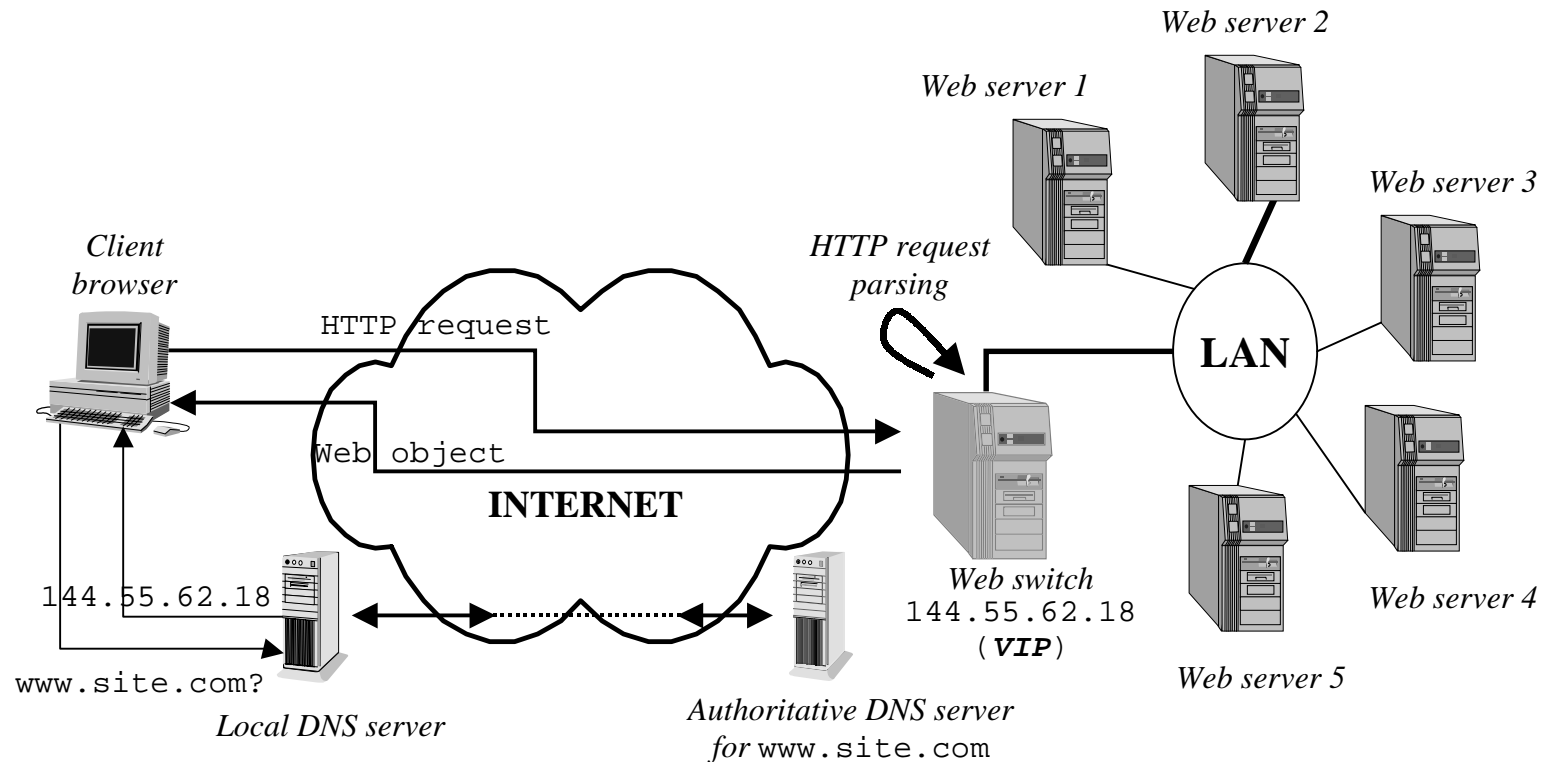 Web server 2
Web server 1
Web server 3
Client
browser
HTTP request
parsing
HTTP request
LAN
Web object
INTERNET
144.55.62.18
Web switch
144.55.62.18
(VIP)
Web server 4
www.site.com?
Web server 5
Local DNS server
Authoritative DNS server
for www.site.com